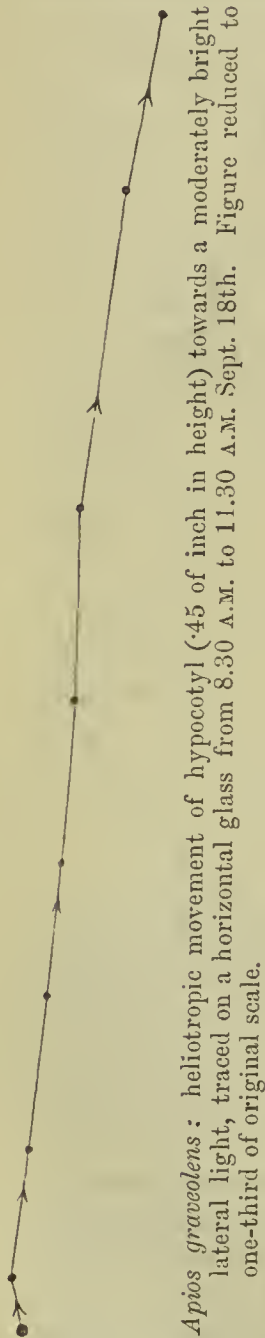 Apios graveolens: heliotropic movement of hypocotyl (·45 of inch in height) towards a moderately bright
lateral light, traced on a horizontal glass from 8.30 A.M. to 11.30 A.M. Sept. 18th. Figure reduced to
one-third of original scale.